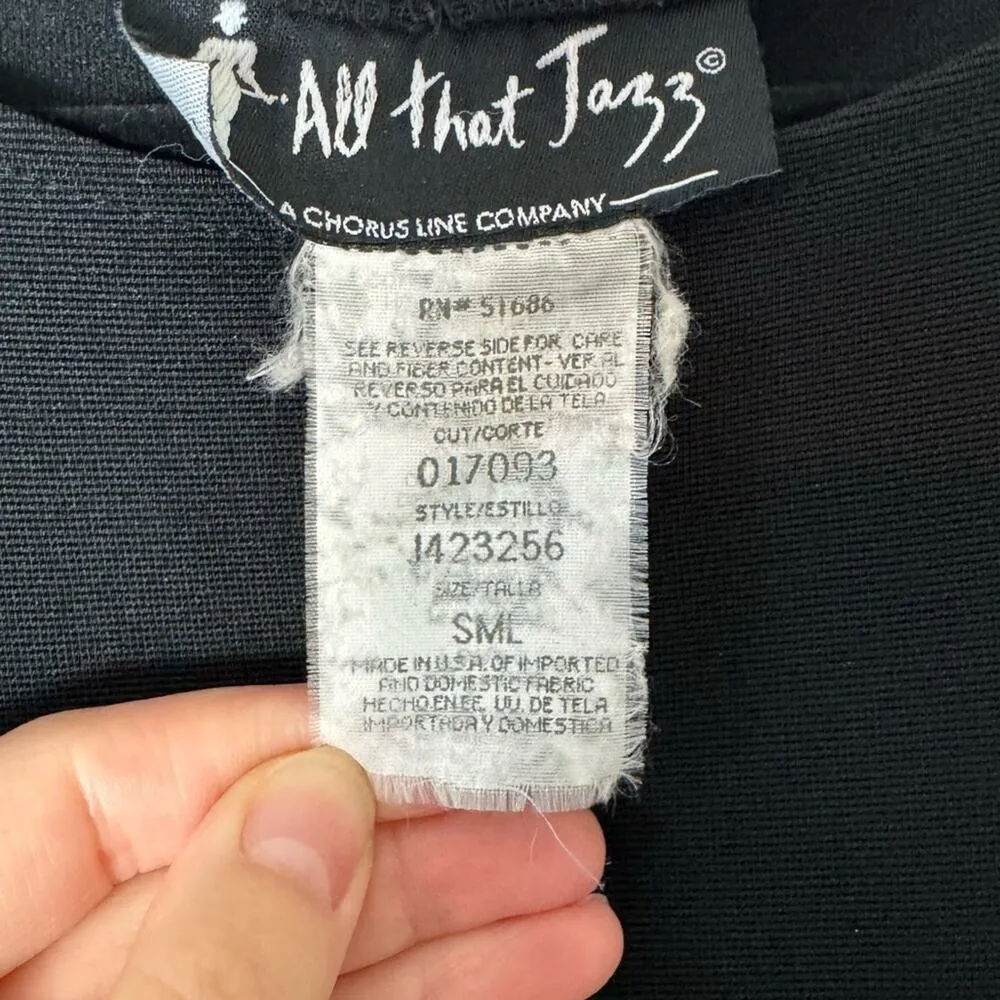 All that Jazz©
A CHORUS LINE COMPANY
RN# 51686
SEE REVERSE SIDE FOR CARE
AND FIBER CONTENT - VER AL
REVERSO PARA EL CUIDADO
Y CONTENIDO DE LA TELA
CUT/CORTE
017093
STYLE/ESTILLO
J423256
SIZE/TALLA
SML
MADE IN U.S.A. OF IMPORTED
AND DOMESTIC FABRIC
HECHO EN EE. UU. DE TELA
IMPORTADA Y DOMESTICA